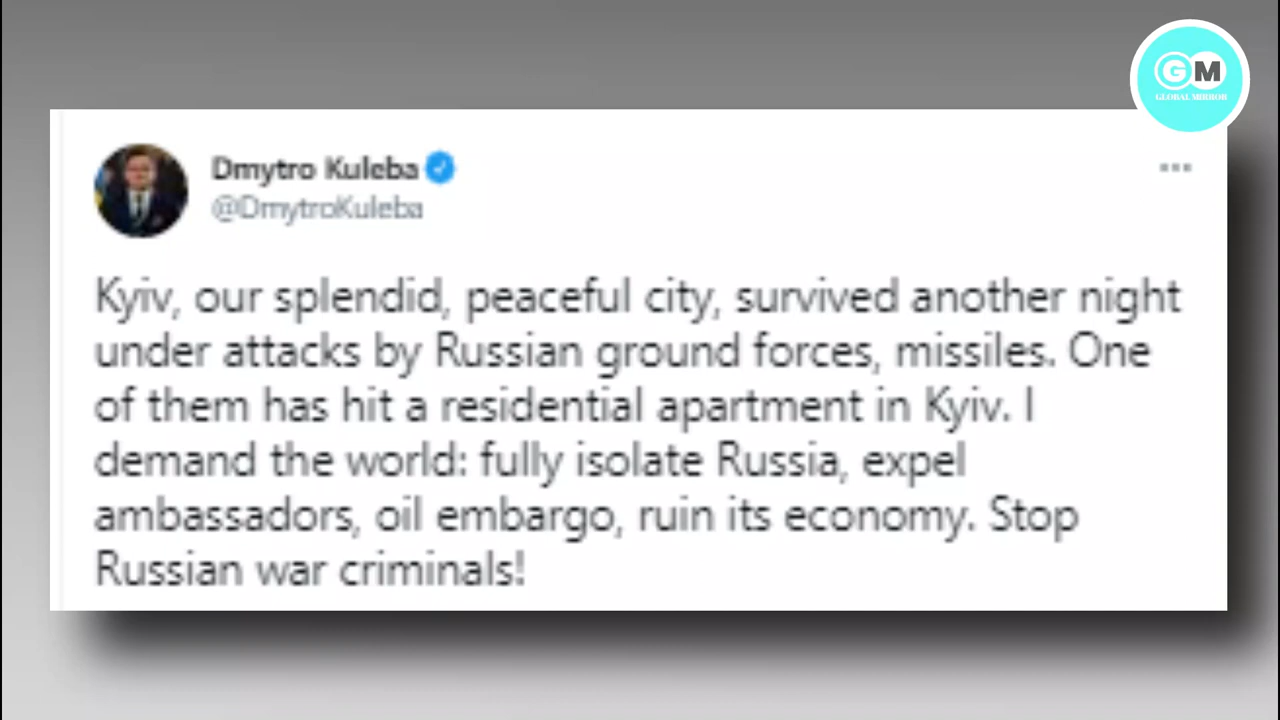 GM
GLOBAL MIRROR
Dmytro Kuleba
@DmytroKuleba
Kyiv, our splendid, peaceful city, survived another night
under attacks by Russian ground forces, missiles. One
of them has hit a residential apartment in Kyiv. I
demand the world: fully isolate Russia, expel
ambassadors, oil embargo, ruin its economy. Stop
Russian war criminals!